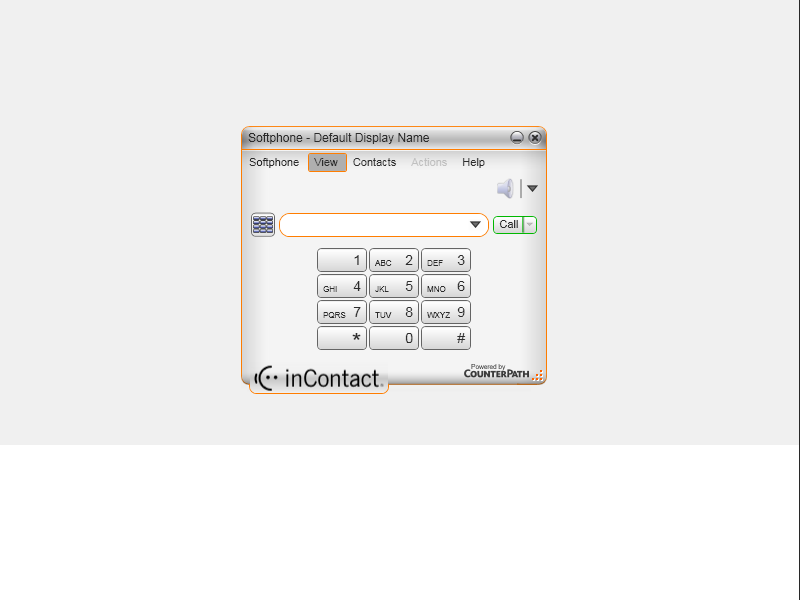 Softphone - Default Display Name
Softphone View Contacts Actions Help
Call
1 ABC 2 DEF 3
GHI 4 JKL 5 MNO 6
PQRS 7 TUV 8 WXYZ 9
* 0 #
inContact
Powered by
COUNTERPATH